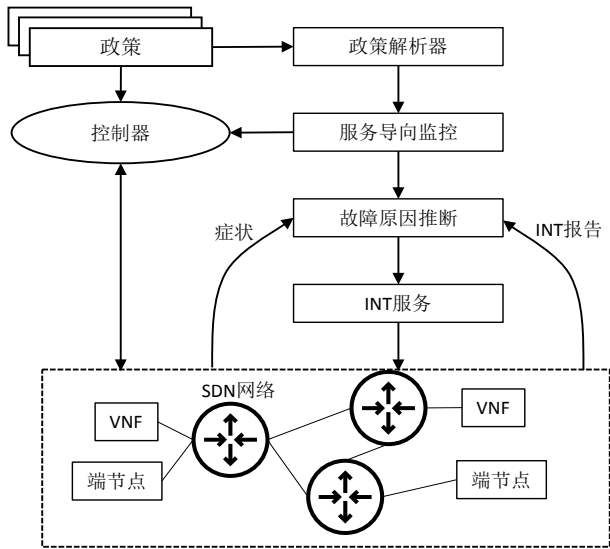 政策
政策解析器
控制器
服务导向监控
症状
故障原因推断
INT报告
INT服务
SDN网络
VNF
VNF
端节点
端节点